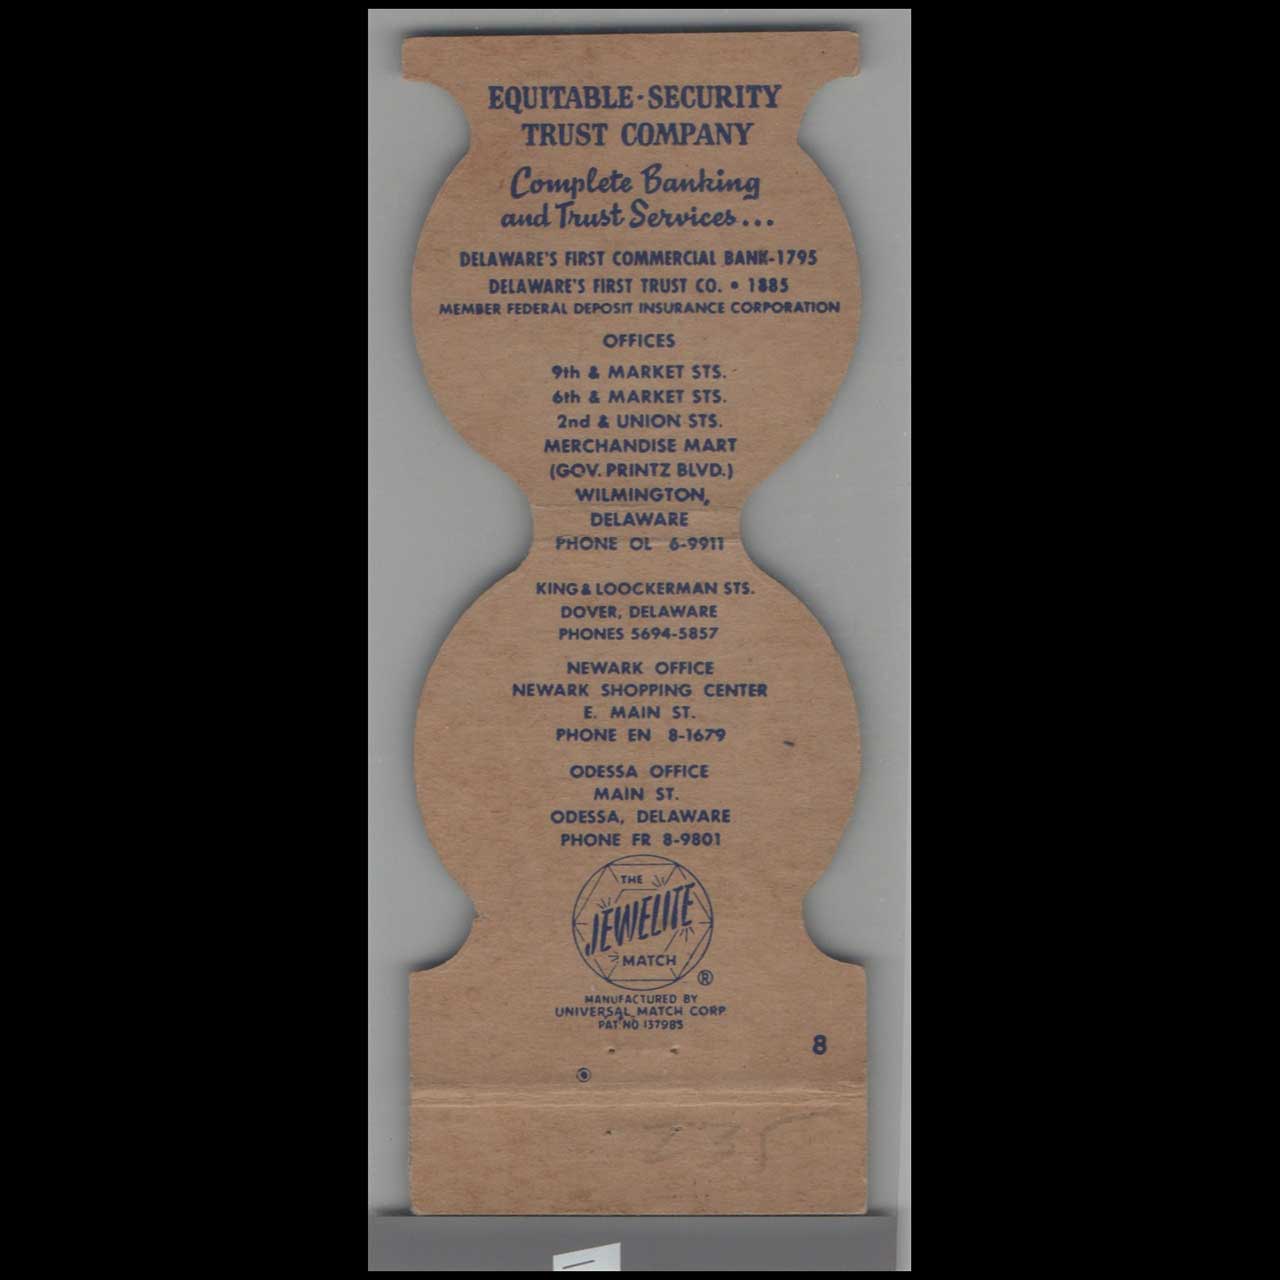 EQUITABLE-SECURITY
TRUST COMPANY
Complete Banking
and Trust Services...
DELAWARE'S FIRST COMMERCIAL BANK-1795
DELAWARE'S FIRST TRUST CO. • 1885
MEMBER FEDERAL DEPOSIT INSURANCE CORPORATION
OFFICES
9th & MARKET STS.
6th & MARKET STS.
2nd & UNION STS.
MERCHANDISE MART
(GOV. PRINTZ BLVD.)
WILMINGTON,
DELAWARE
PHONE OL 6-9911
KING & LOOCKERMAN STS.
DOVER, DELAWARE
PHONES 5694-5857
NEWARK OFFICE
NEWARK SHOPPING CENTER
E. MAIN ST.
PHONE EN 8-1679
ODESSA OFFICE
MAIN ST.
ODESSA, DELAWARE
PHONE FR 8-9801
THE
JEWELITE
MATCH
®
MANUFACTURED BY
UNIVERSAL MATCH CORP.
PAT NO 137985
8
235